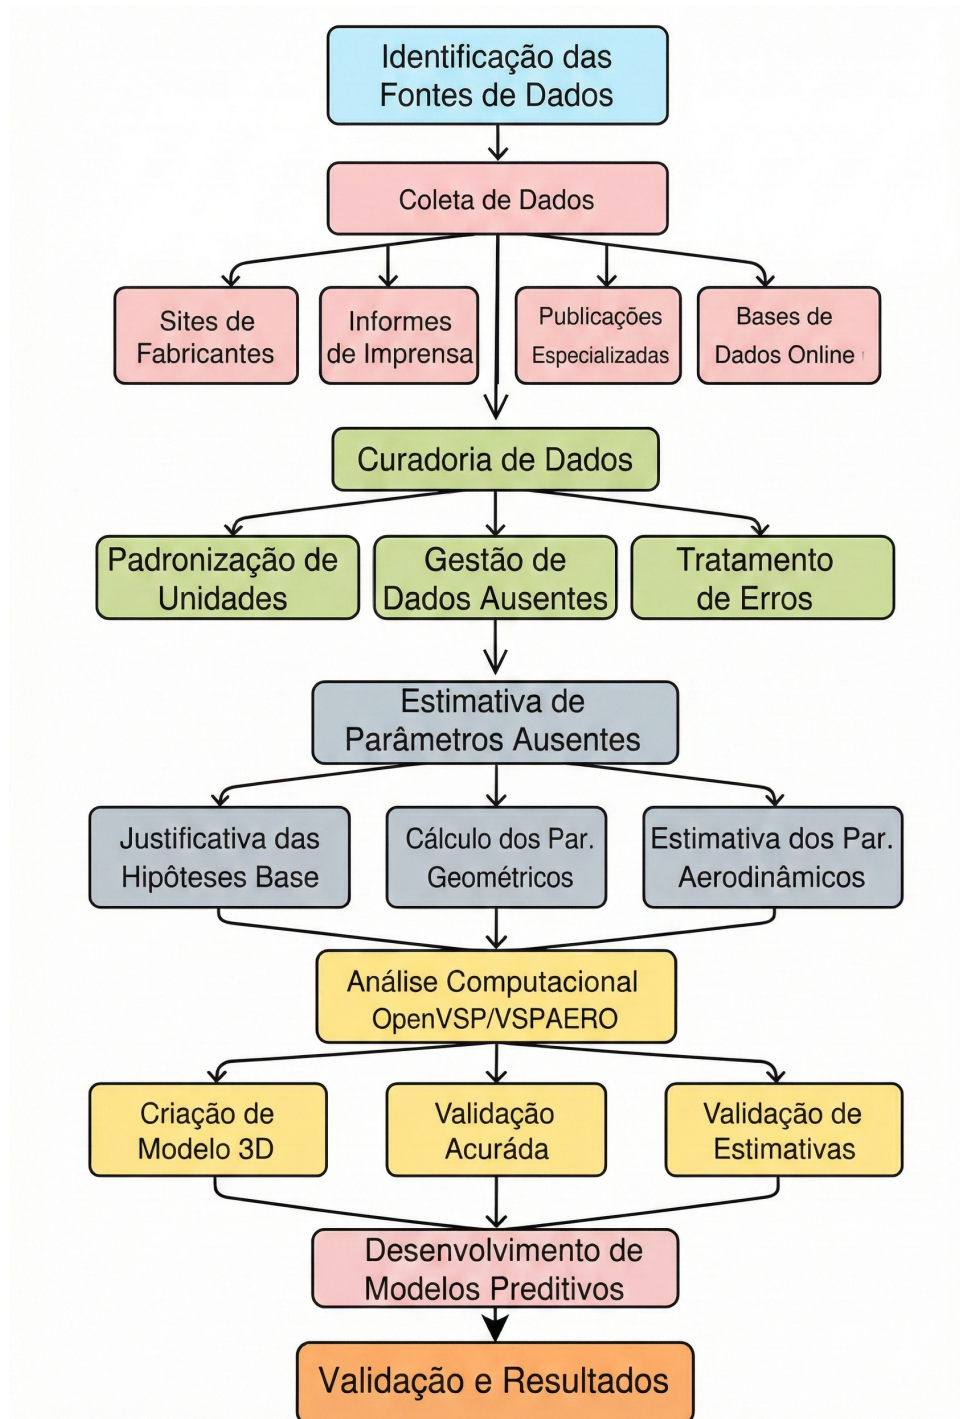 Identificação das
Fontes de Dados
Coleta de Dados
Sites de
Fabricantes
Informes
de Imprensa
Publicações
Especializadas
Bases de
Dados Online
Curadoria de Dados
Padronização de
Unidades
Gestão de
Dados Ausentes
Tratamento
de Erros
Estimativa de
Parâmetros Ausentes
Justificativa das
Hipôteses Base
Cálculo dos Par.
Geométricos
Estimativa dos Par.
Aerodinâmicos
Análise Computacional
OpenVSP/VSPAERO
Criação de
Modelo 3D
Validação
Acuráda
Validação de
Estimativas
Desenvolvimento de
Modelos Preditivos
Validação e Resultados